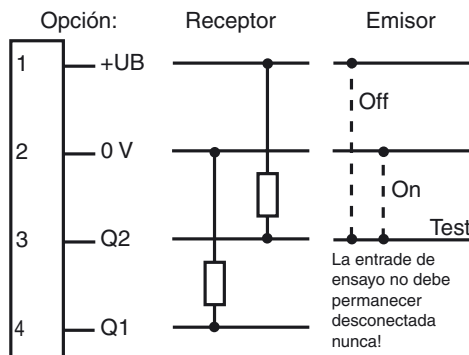 Opción: Receptor Emisor
1 +UB
Off
2 0 V
On
Test
3 Q2
La entrade de
ensayo no debe
permanecer
desconectada
nunca!
4 Q1